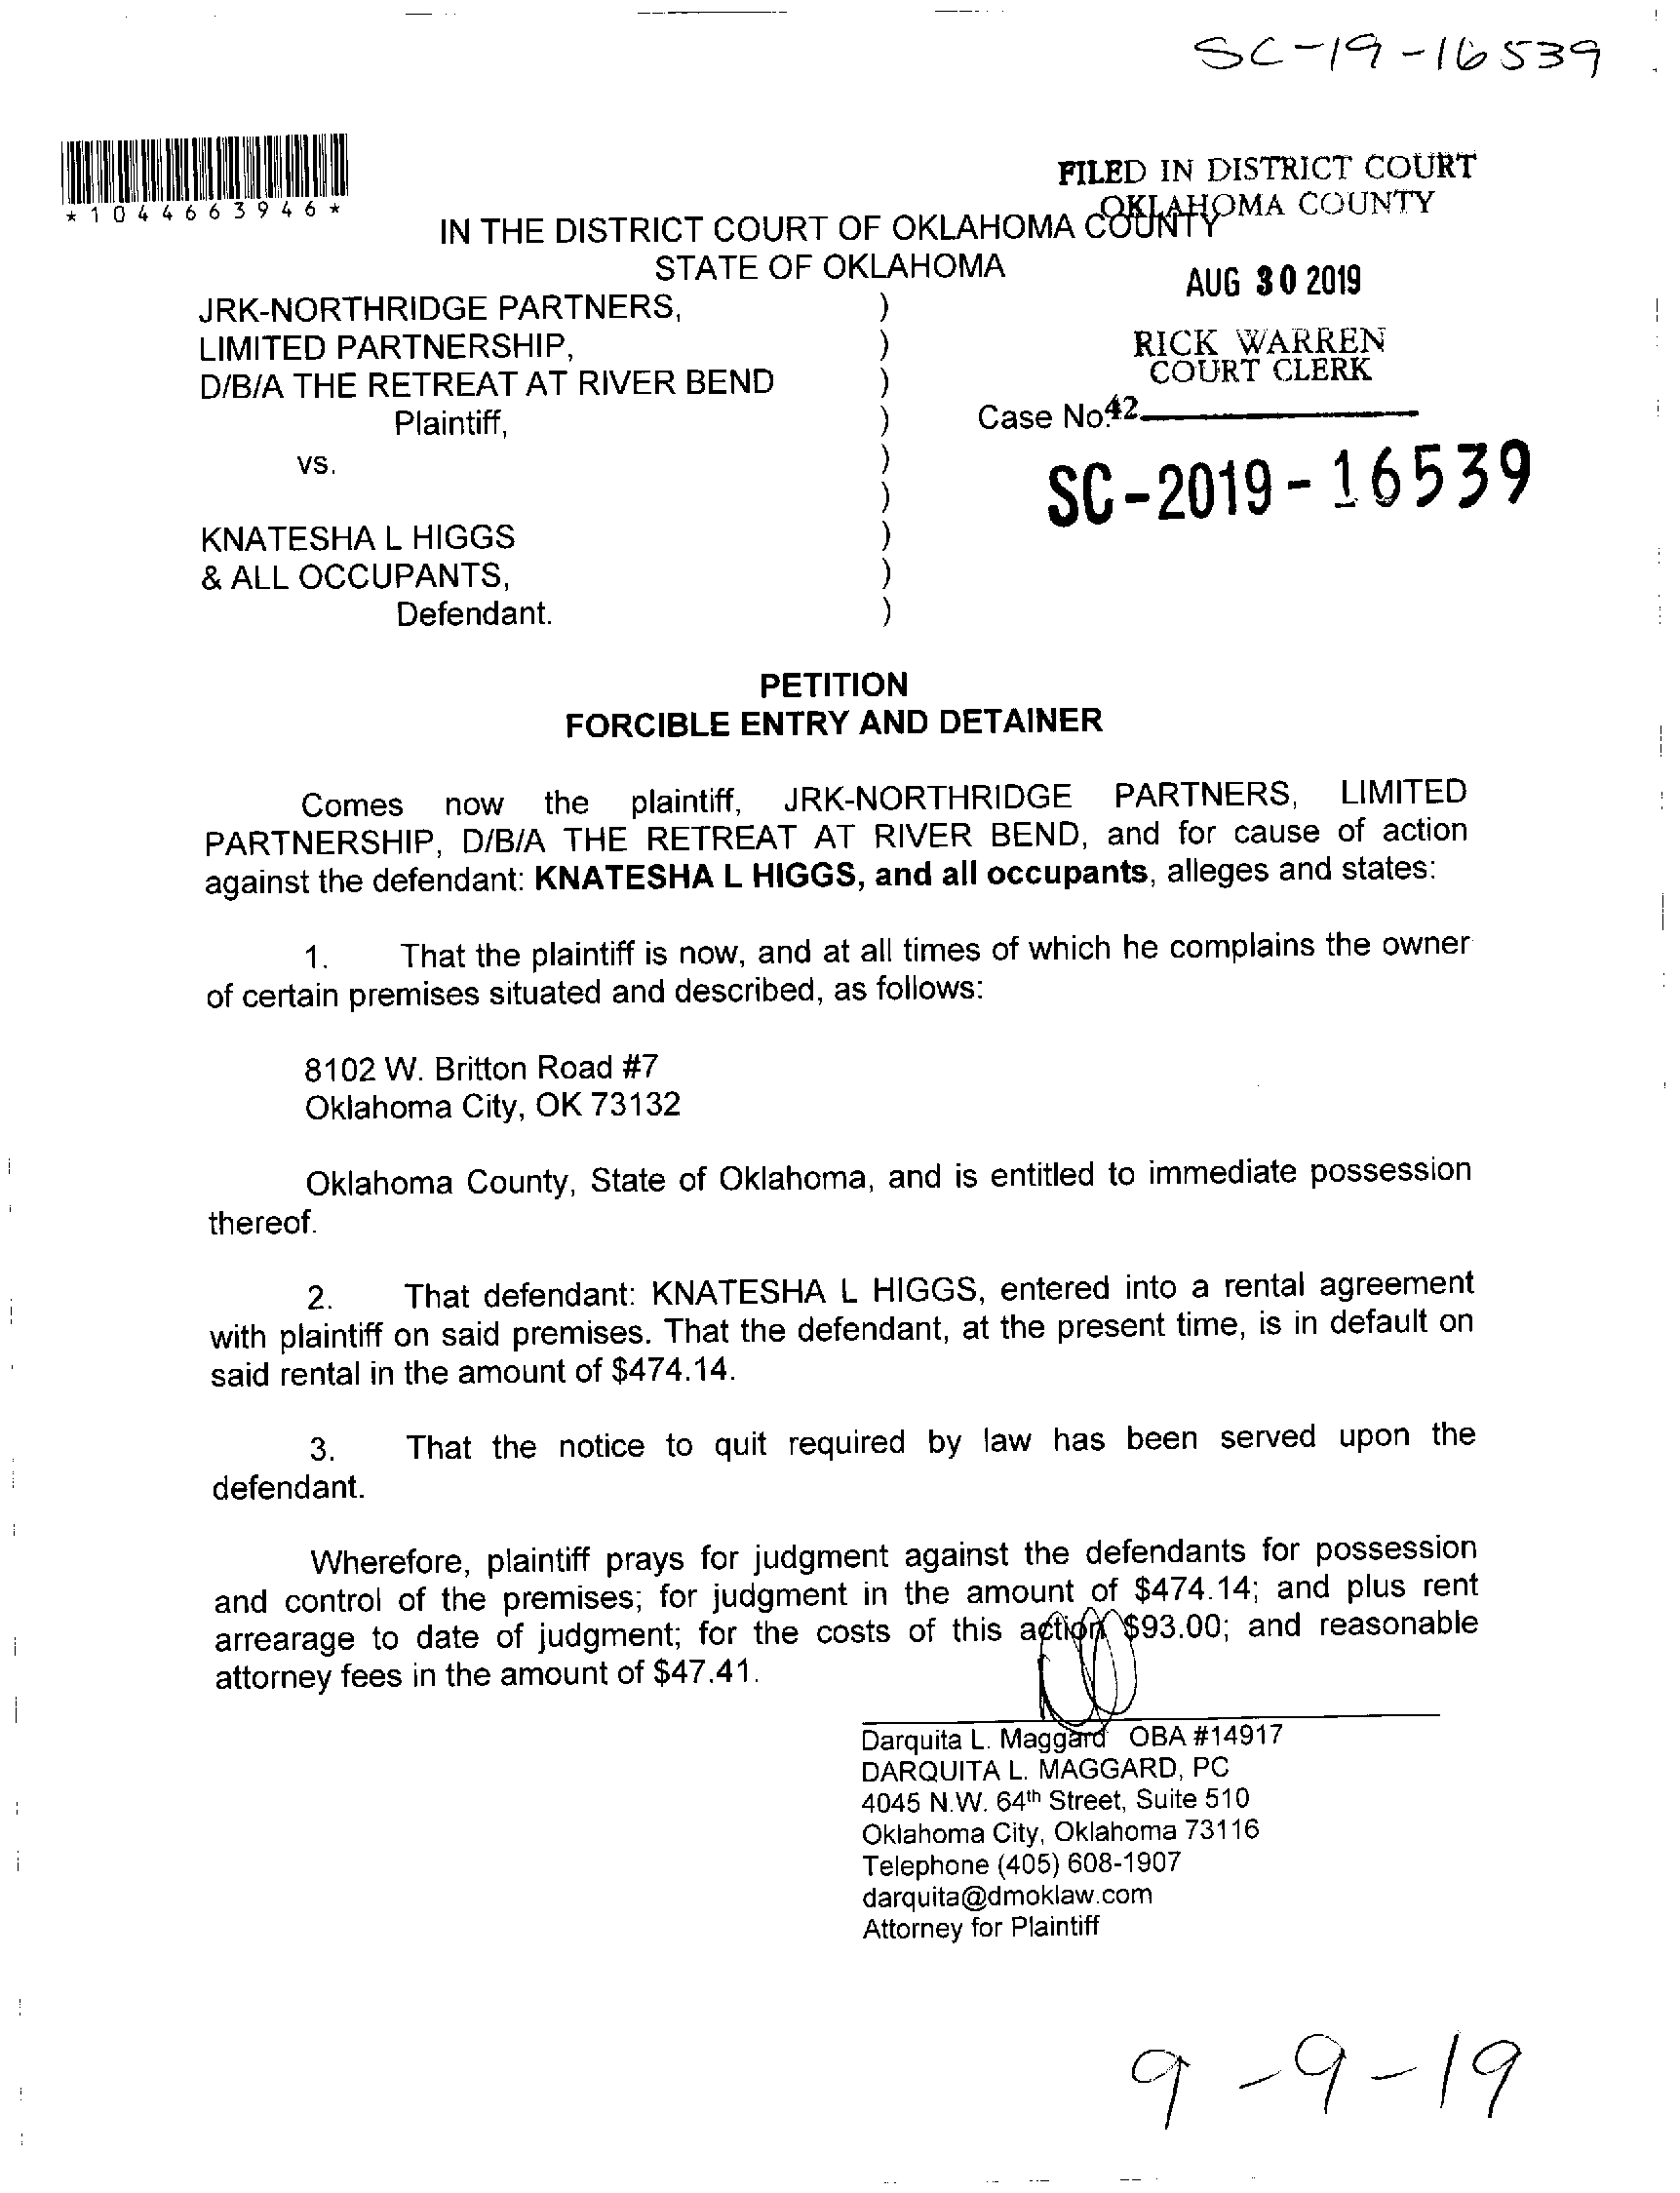 SC-19-16539
*1044663946*
FILED IN DISTRICT COURT
OKLAHOMA COUNTY
IN THE DISTRICT COURT OF OKLAHOMA COUNTY
STATE OF OKLAHOMA
AUG 30 2019
JRK-NORTHRIDGE PARTNERS, )
LIMITED PARTNERSHIP, )
RICK WARREN
COURT CLERK
D/B/A THE RETREAT AT RIVER BEND )
Plaintiff, ) Case No. 42
vs. )
)
SC-2019-16539
KNATESHA L HIGGS )
& ALL OCCUPANTS, )
Defendant. )
PETITION
FORCIBLE ENTRY AND DETAINER
Comes now the plaintiff, JRK-NORTHRIDGE PARTNERS, LIMITED
PARTNERSHIP, D/B/A THE RETREAT AT RIVER BEND, and for cause of action
against the defendant: KNATESHA L HIGGS, and all occupants, alleges and states:
1. That the plaintiff is now, and at all times of which he complains the owner
of certain premises situated and described, as follows:
8102 W. Britton Road #7
Oklahoma City, OK 73132
Oklahoma County, State of Oklahoma, and is entitled to immediate possession
thereof.
2. That defendant: KNATESHA L HIGGS, entered into a rental agreement
with plaintiff on said premises. That the defendant, at the present time, is in default on
said rental in the amount of $474.14.
3. That the notice to quit required by law has been served upon the
defendant.
Wherefore, plaintiff prays for judgment against the defendants for possession
and control of the premises; for judgment in the amount of $474.14; and plus rent
arrearage to date of judgment; for the costs of this action $93.00; and reasonable
attorney fees in the amount of $47.41.
Darquita L. Maggard OBA #14917
DARQUITA L. MAGGARD, PC
4045 N.W. 64th Street, Suite 510
Oklahoma City, Oklahoma 73116
Telephone (405) 608-1907
darquita@dmoklaw.com
Attorney for Plaintiff
9-9-19